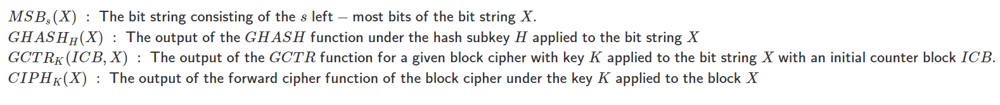 MSB_s(X) : The bit string consisting of the s left − most bits of the bit string X.
GHASH_H(X) : The output of the GHASH function under the hash subkey H applied to the bit string X
GCTR_K(ICB, X) : The output of the GCTR function for a given block cipher with key K applied to the bit string X with an initial counter block ICB.
CIPH_K(X) : The output of the forward cipher function of the block cipher under the key K applied to the block X